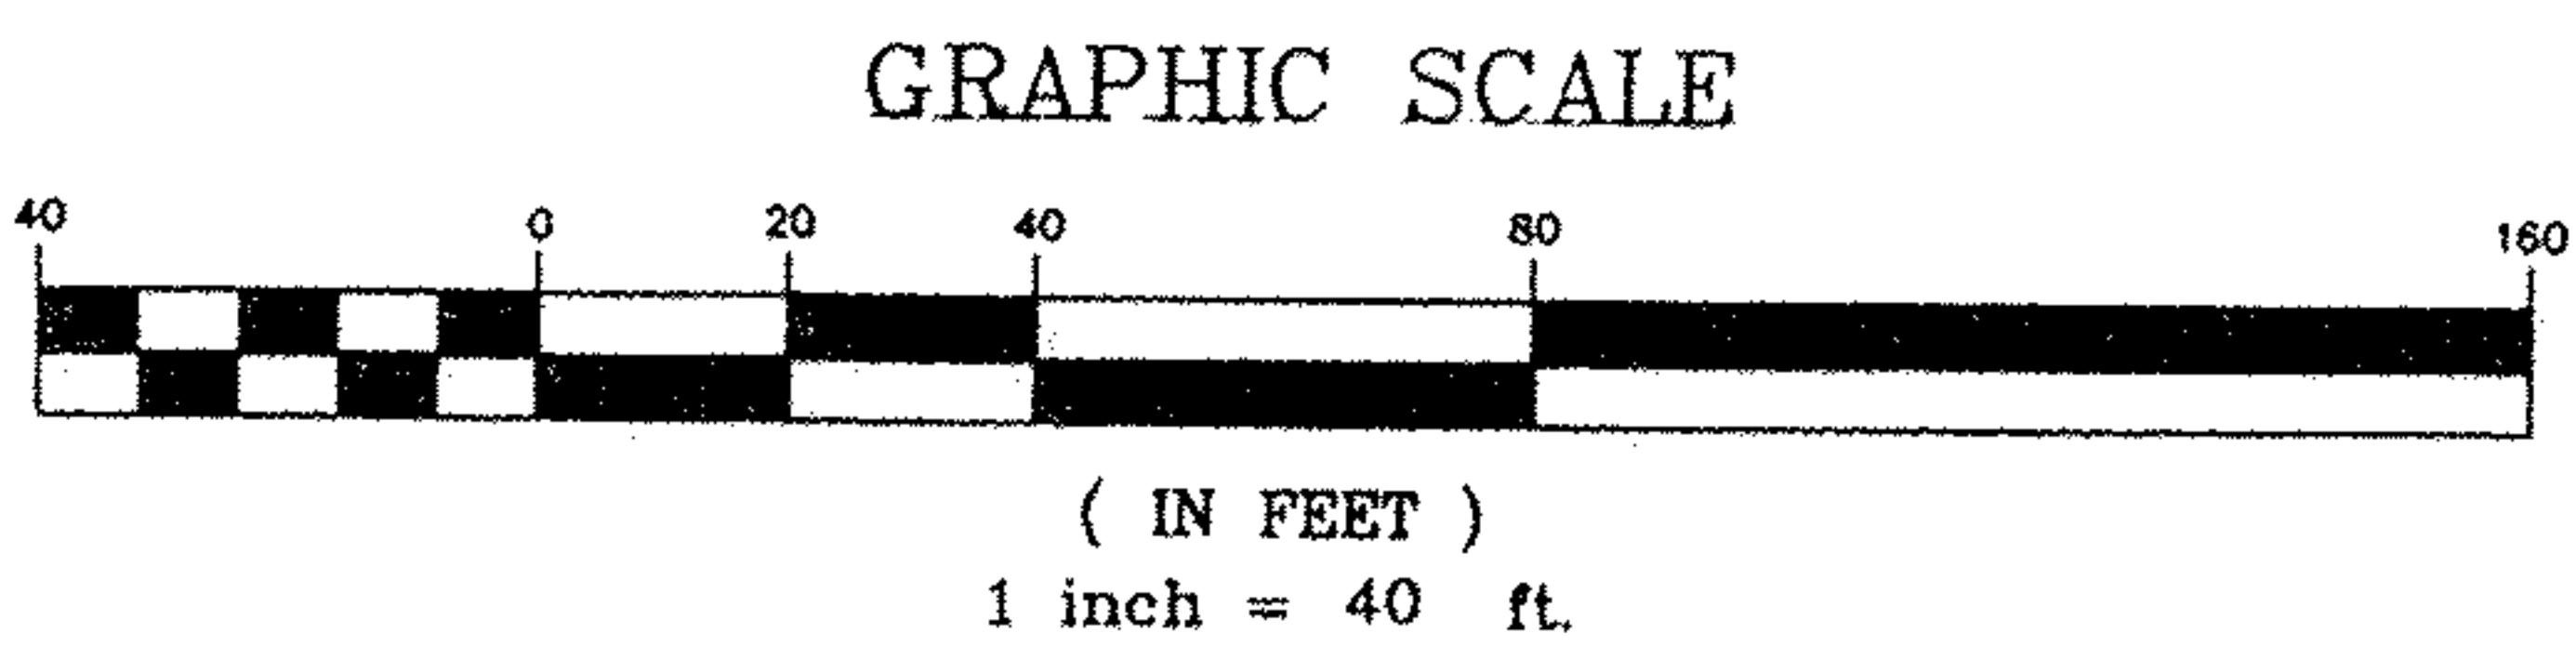 GRAPHIC SCALE
40 0 20 40 80 160
( IN FEET )
1 inch = 40 ft.